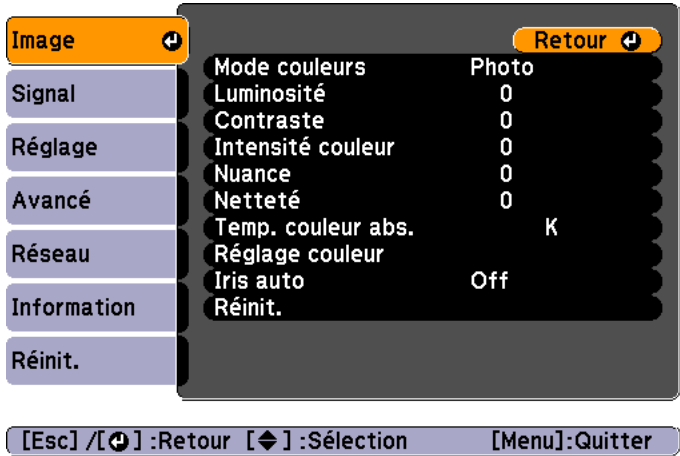 Image
Signal
Réglage
Avancé
Réseau
Information
Réinit.
Retour
Mode couleurs Photo
Luminosité 0
Contraste 0
Intensité couleur 0
Nuance 0
Netteté 0
Temp. couleur abs. K
Réglage couleur
Iris auto Off
Réinit.
[Esc] /[ ] :Retour [ ] :Sélection [Menu]:Quitter